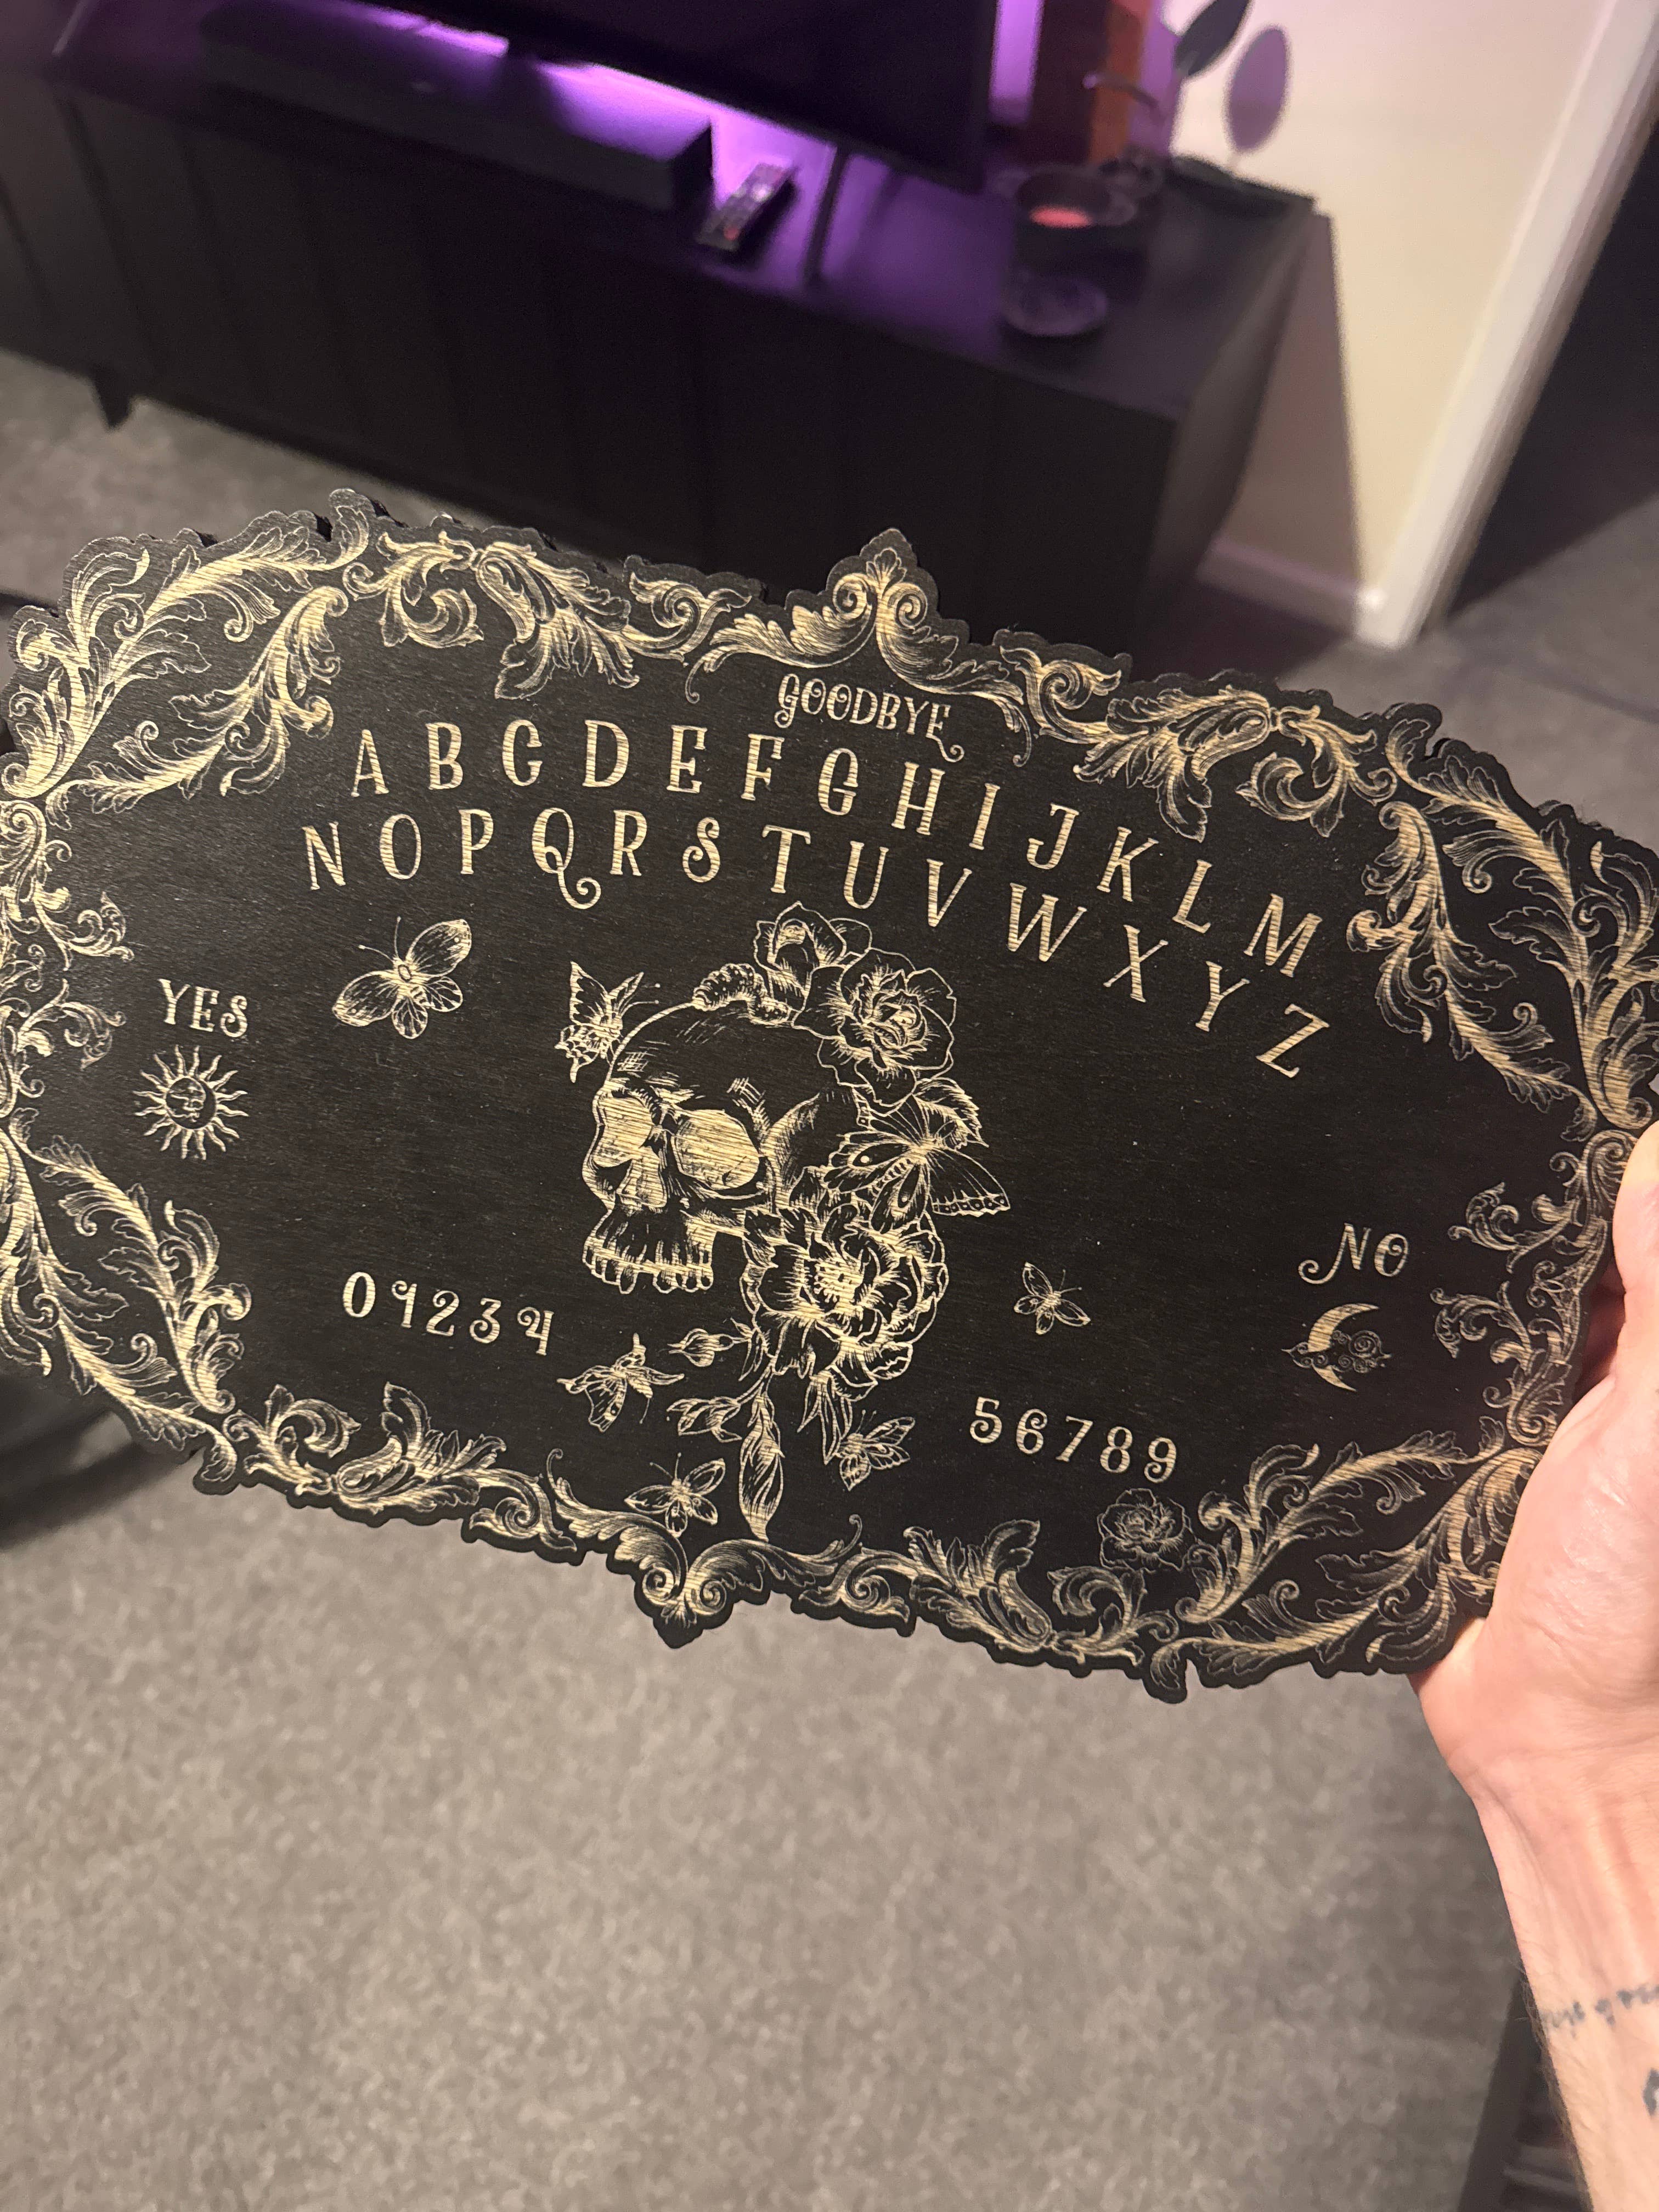 GOODBYE
A B C D E F G H I J K L M
N O P Q R S T U V W X Y Z
YES
NO
0 1 2 3 4
5 6 7 8 9